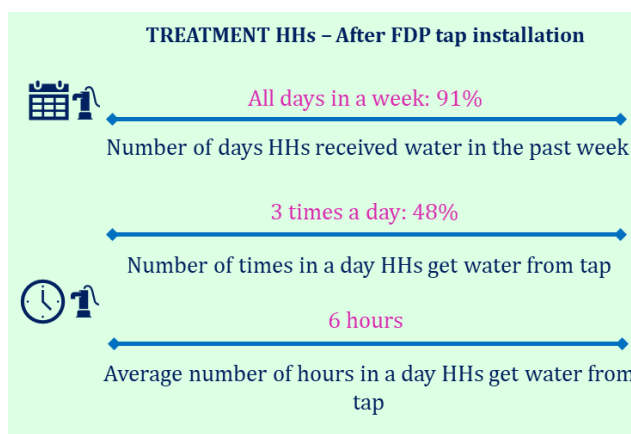 TREATMENT HHs – After FDP tap installation
All days in a week: 91%
Number of days HHs received water in the past week
3 times a day: 48%
Number of times in a day HHs get water from tap
6 hours
Average number of hours in a day HHs get water from
tap